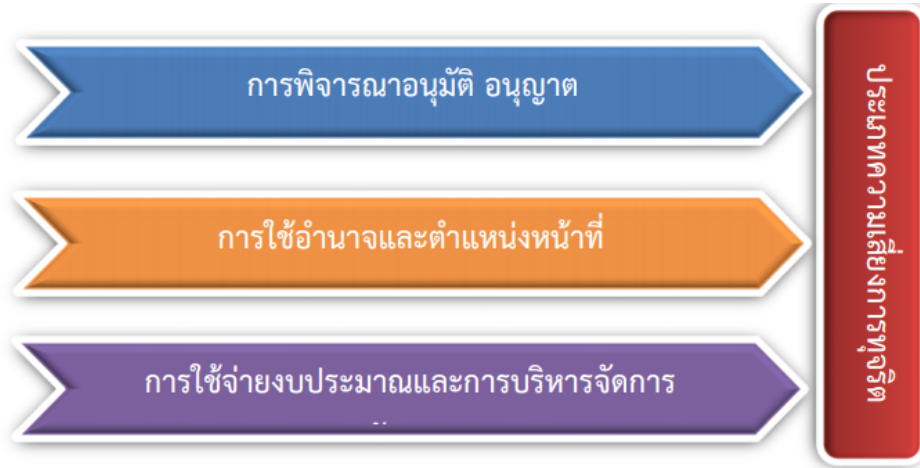 การพิจารณาอนุมัติ อนุญาต
การใช้อำนาจและตำแหน่งหน้าที่
การใช้จ่ายงบประมาณและการบริหารจัดการ
ประเภทความเสี่ยงการทุจริต